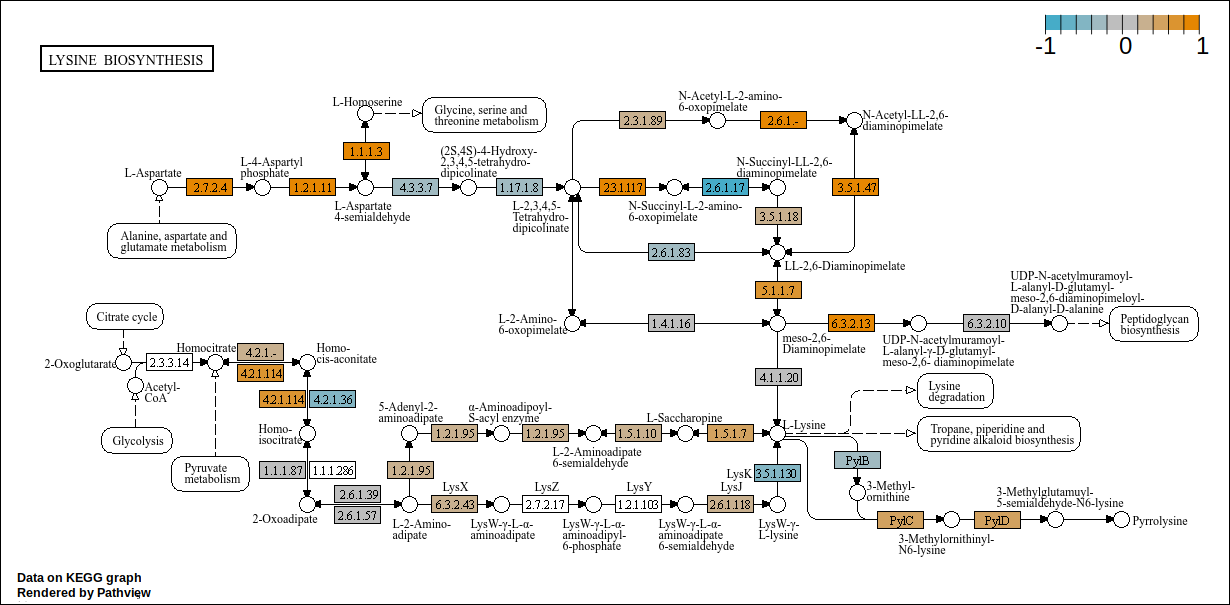 -1 0 1
LYSINE BIOSYNTHESIS
L-Homoserine
Glycine, serine and
threonine metabolism
N-Acetyl-L-2-amino-
6-oxopimelate
2.3.1.89
2.6.1.-
N-Acetyl-LL-2,6-
diaminopimelate
1.1.1.3
L-Aspartate
L-4-Aspartyl
phosphate
(2S,4S)-4-Hydroxy-
2,3,4,5-tetrahydro-
dipicolinate
N-Succinyl-LL-2,6-
diaminopimelate
2.7.2.4
1.2.1.11
4.3.3.7
1.17.1.8
2.3.1.117
2.6.1.17
3.5.1.47
L-Aspartate
4-semialdehyde
L-2,3,4,5-
Tetrahydro-
dipicolinate
N-Succinyl-L-2-amino-
6-oxopimelate
3.5.1.18
Alanine, aspartate and
glutamate metabolism
2.6.1.83
LL-2,6-Diaminopimelate
5.1.1.7
UDP-N-acetylmuramoyl-
L-alanyl-D-glutamyl-
meso-2,6-diaminopimeloyl-
D-alanyl-D-alanine
Citrate cycle
L-2-Amino-
6-oxopimelate
1.4.1.16
6.3.2.13
6.3.2.10
Peptidoglycan
biosynthesis
meso-2,6-
Diaminopimelate
UDP-N-acetylmuramoyl-
L-alanyl-γ-D-glutamyl-
meso-2,6- diaminopimelate
2-Oxoglutarate
2.3.3.14
Homocitrate
4.2.1.-
4.2.1.114
Homo-
cis-aconitate
Acetyl-
CoA
4.1.1.20
4.2.1.114
4.2.1.36
Lysine
degradation
Glycolysis
Homo-
isocitrate
5-Adenyl-2-
aminoadipate
α-Aminoadipoyl-
S-acyl enzyme
L-Saccharopine
L-Lysine
1.2.1.95
1.2.1.95
1.5.1.10
1.5.1.7
Tropane, piperidine and
pyridine alkaloid biosynthesis
L-2-Aminoadipate
6-semialdehyde
PylB
Pyruvate
metabolism
1.1.1.87
1.1.1.286
1.2.1.95
LysK
3.5.1.130
3-Methyl-
ornithine
2.6.1.39
2.6.1.57
LysX
LysZ
LysY
LysJ
6.3.2.43
2.7.2.17
1.2.1.103
2.6.1.118
3-Methylglutamuyl-
5-semialdehyde-N6-lysine
2-Oxoadipate
L-2-Amino-
adipate
LysW-γ-L-α-
aminoadipate
LysW-γ-L-α-
aminoadipyl-
6-phosphate
LysW-γ-L-α-
aminoadipate
6-semialdehyde
LysW-γ-
L-lysine
PylC
PylD
Pyrrolysine
3-Methylornithinyl-
N6-lysine
Data on KEGG graph
Rendered by Pathview